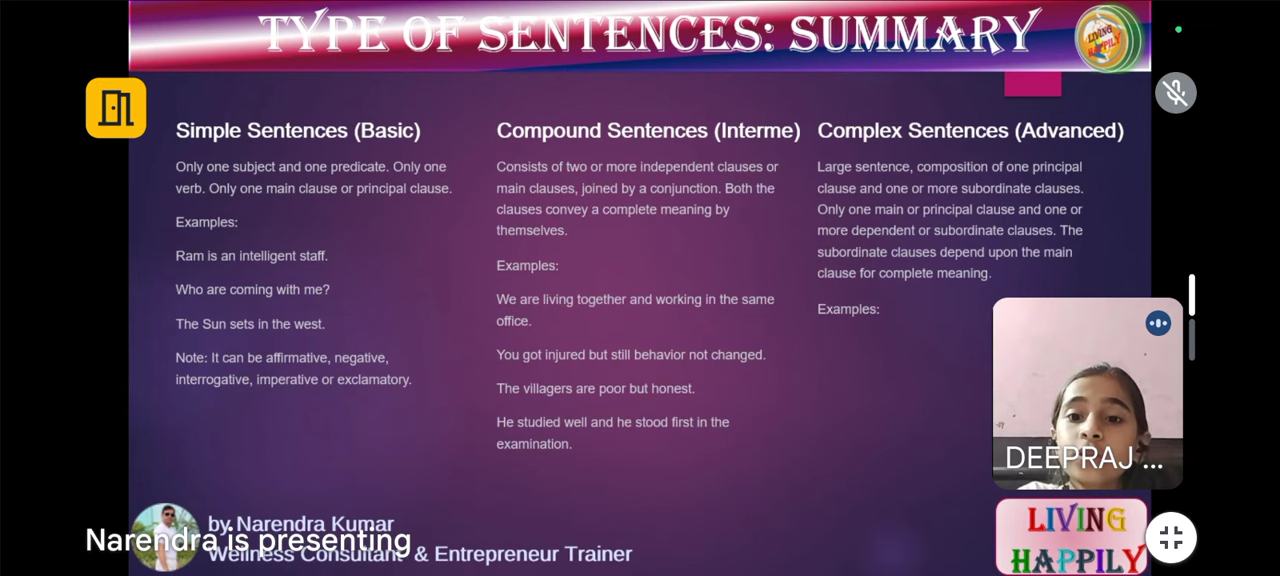 TYPE OF SENTENCES: SUMMARY
LIVING
HAPPILY
Simple Sentences (Basic)
Only one subject and one predicate. Only one
verb. Only one main clause or principal clause.
Examples:
Ram is an intelligent staff.
Who are coming with me?
The Sun sets in the west.
Note: It can be affirmative, negative,
interrogative, imperative or exclamatory.
Compound Sentences (Interme)
Consists of two or more independent clauses or
main clauses, joined by a conjunction. Both the
clauses convey a complete meaning by
themselves.
Examples:
We are living together and working in the same
office.
You got injured but still behavior not changed.
The villagers are poor but honest.
He studied well and he stood first in the
examination.
Complex Sentences (Advanced)
Large sentence, composition of one principal
clause and one or more subordinate clauses.
Only one main or principal clause and one or
more dependent or subordinate clauses. The
subordinate clauses depend upon the main
clause for complete meaning.
Examples:
DEEPRAJ ...
by Narendra Kumar
Wellness Consultant & Entrepreneur Trainer
Narendra is presenting
LIVING
HAPPILY